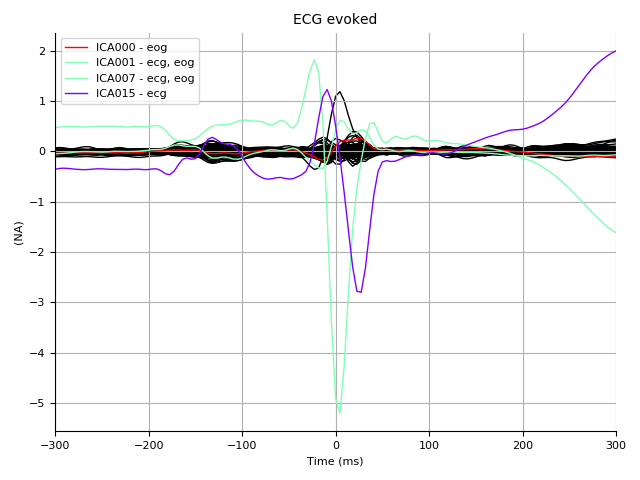 ECG evoked
ICA000 - eog
ICA001 - ecg, eog
ICA007 - ecg, eog
ICA015 - ecg
2
1
0
−1
−2
−3
−4
−5
(NA)
−300 −200 −100 0 100 200 300
Time (ms)